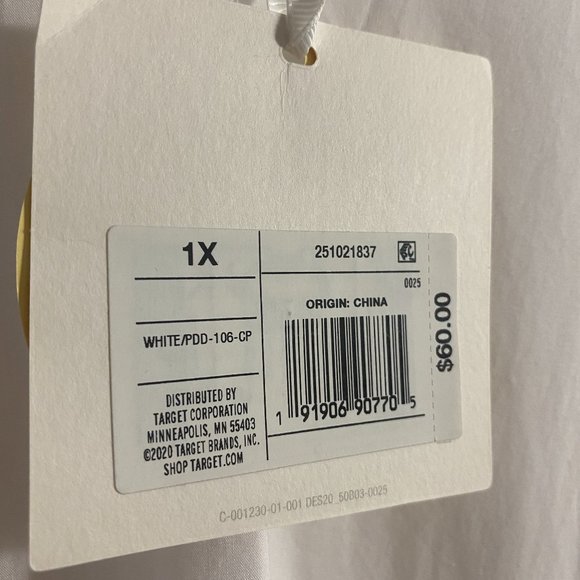 1X
WHITE/PDD-106-CP
DISTRIBUTED BY
TARGET CORPORATION
MINNEAPOLIS, MN 55403
©2020 TARGET BRANDS, INC.
SHOP TARGET.COM
251021837
0025
ORIGIN: CHINA
1 91906 90770 5
$60.00
C-001230-01-001 DES20 50003-0025